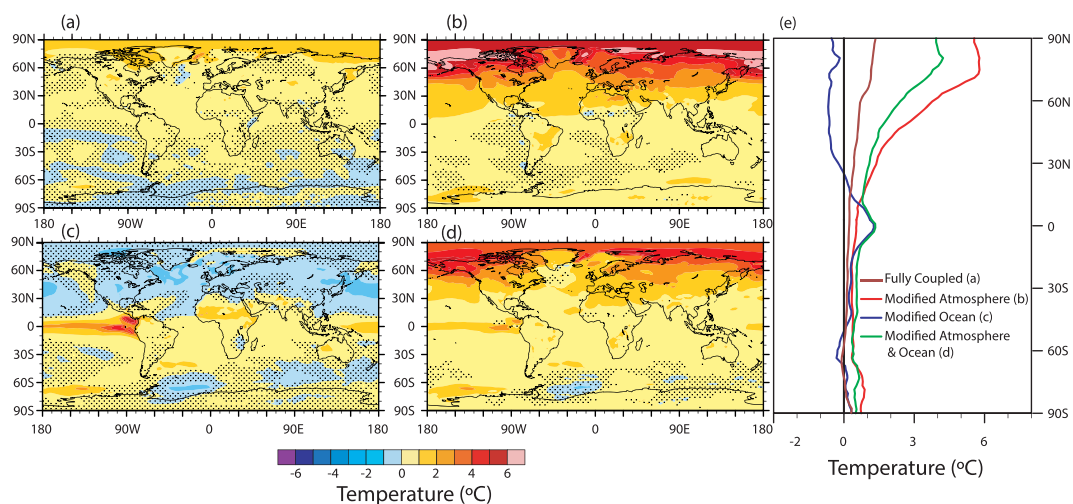 (a)
(b)
(e)
90N
60N
30N
0
30S
60S
90S
180
90W
0
90E
180
90N
60N
30N
0
30S
60S
90S
180
90W
0
90E
180
(c)
(d)
90N
60N
30N
0
30S
60S
90S
180
90W
0
90E
180
90N
60N
30N
0
30S
60S
90S
180
90W
0
90E
180
90N
60N
30N
0
30S
60S
90S
Fully Coupled (a)
Modified Atmosphere (b)
Modified Ocean (c)
Modified Atmosphere
& Ocean (d)
-2 0 3 6
Temperature (ºC)
-6 -4 -2 0 2 4 6
Temperature (ºC)